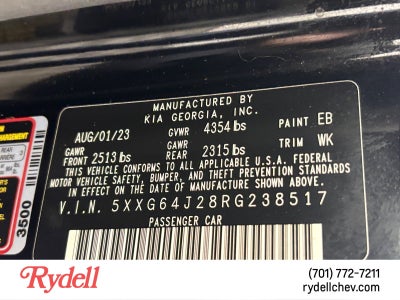 MANUFACTURED BY
KIA GEORGIA, INC.
AUG/01/23 GVWR 4354 lbs PAINT EB
GAWR FRONT 2513 lbs GAWR REAR 2315 lbs TRIM WK
THIS VEHICLE CONFORMS TO ALL APPLICABLE U.S.A. FEDERAL
MOTOR VEHICLE SAFETY, BUMPER, AND THEFT PREVENTION STANDARDS
IN EFFECT ON THE DATE OF MANUFACTURE SHOWN ABOVE.
V.I.N. 5XXG64J28RG238517
PASSENGER CAR
3500
Rydell
(701) 772-7211
rydellchev.com